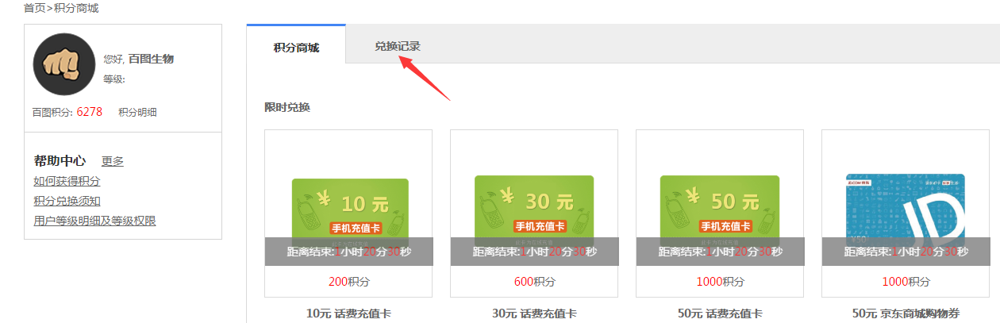 首页>积分商城
您好, 百图生物
等级:
百图积分: 6278 积分明细
帮助中心 更多
如何获得积分
积分兑换须知
用户等级明细及等级权限
积分商城 兑换记录
限时兑换
¥ 10 元
手机充值卡
距离结束:1小时20分30秒
200积分
10元 话费充值卡
¥ 30 元
手机充值卡
距离结束:1小时20分30秒
600积分
30元 话费充值卡
¥ 50 元
手机充值卡
距离结束:1小时20分30秒
1000积分
50元 话费充值卡
JD
¥50
距离结束:1小时20分30秒
1000积分
50元 京东商城购物券